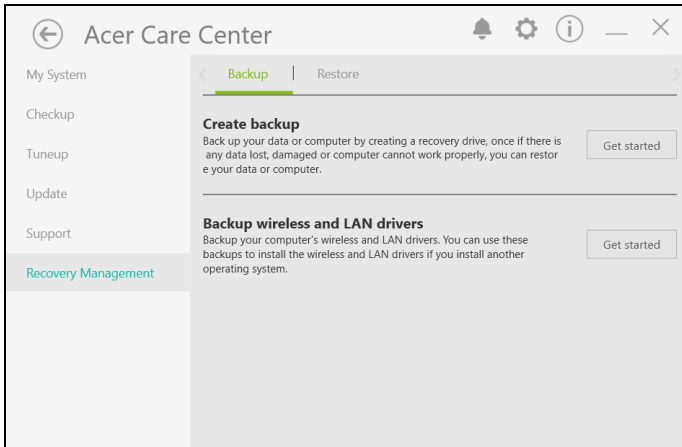 Acer Care Center
My System
Checkup
Tuneup
Update
Support
Recovery Management
Backup
Restore
Create backup
Back up your data or computer by creating a recovery drive, once if there is
any data lost, damaged or computer cannot work properly, you can restor
e your data or computer.
Get started
Backup wireless and LAN drivers
Backup your computer's wireless and LAN drivers. You can use these
backups to install the wireless and LAN drivers if you install another
operating system.
Get started